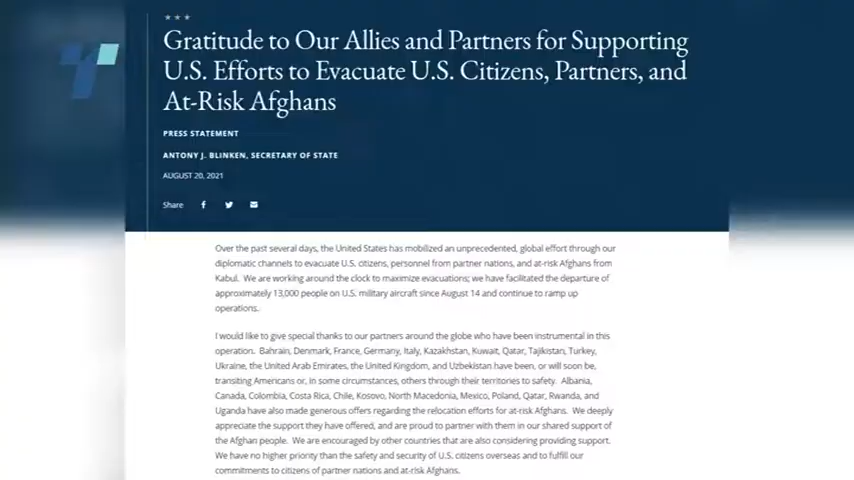 Gratitude to Our Allies and Partners for Supporting
U.S. Efforts to Evacuate U.S. Citizens, Partners, and
At-Risk Afghans
PRESS STATEMENT
ANTONY J. BLINKEN, SECRETARY OF STATE
AUGUST 20, 2021
Share
Over the past several days, the United States has mobilized an unprecedented, global effort through our
diplomatic channels to evacuate U.S. citizens, personnel from partner nations, and at-risk Afghans from
Kabul. We are working around the clock to maximize evacuations; we have facilitated the departure of
approximately 13,000 people on U.S. military aircraft since August 14 and continue to ramp up
operations.
I would like to give special thanks to our partners around the globe who have been instrumental in this
operation. Bahrain, Denmark, France, Germany, Italy, Kazakhstan, Kuwait, Qatar, Tajikistan, Turkey,
Ukraine, the United Arab Emirates, the United Kingdom, and Uzbekistan have been, or will soon be,
transiting Americans or, in some circumstances, others through their territories to safety. Albania,
Canada, Colombia, Costa Rica, Chile, Kosovo, North Macedonia, Mexico, Poland, Qatar, Rwanda, and
Uganda have also made generous offers regarding the relocation efforts for at-risk Afghans. We deeply
appreciate the support they have offered, and are proud to partner with them in our shared support of
the Afghan people. We are encouraged by other countries that are also considering providing support.
We have no higher priority than the safety and security of U.S. citizens overseas and to fulfill our
commitments to citizens of partner nations and at-risk Afghans.